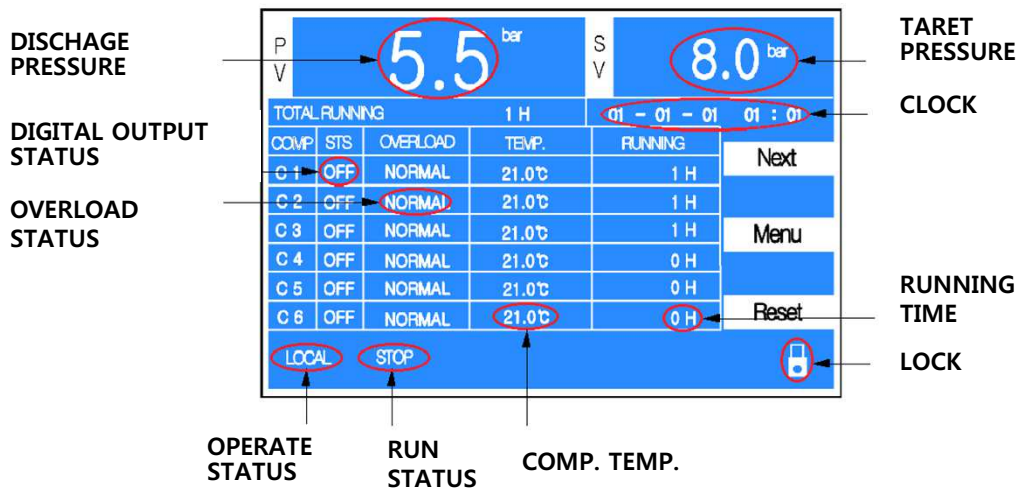 DISCHAGE
PRESSURE
P
V
5.5 bar
S
V
8.0 bar
TARET
PRESSURE
TOTAL RUNNING 1 H 01 - 01 - 01 01 : 01
CLOCK
DIGITAL OUTPUT
STATUS
OVERLOAD
STATUS
COMP STS OVERLOAD TEMP. RUNNING
C 1 OFF NORMAL 21.0℃ 1 H
C 2 OFF NORMAL 21.0℃ 1 H
C 3 OFF NORMAL 21.0℃ 1 H
C 4 OFF NORMAL 21.0℃ 0 H
C 5 OFF NORMAL 21.0℃ 0 H
C 6 OFF NORMAL 21.0℃ 0 H
Next
Menu
Reset
RUNNING
TIME
LOCAL STOP
LOCK
OPERATE
STATUS
RUN
STATUS
COMP. TEMP.